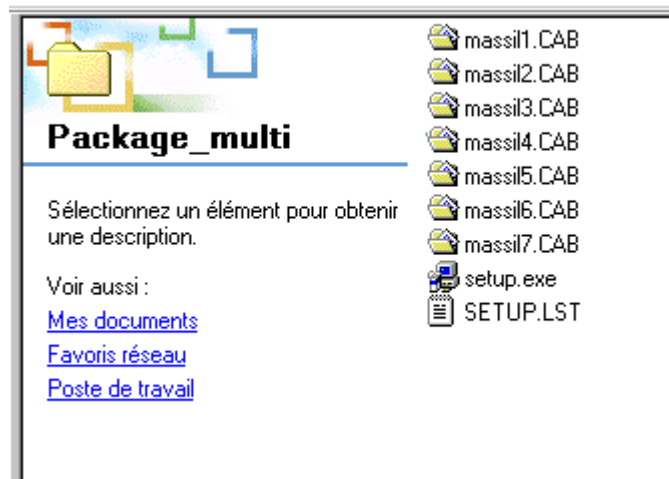 Package_multi
Sélectionnez un élément pour obtenir
une description.
Voir aussi :
Mes documents
Favoris réseau
Poste de travail
massil1.CAB
massil2.CAB
massil3.CAB
massil4.CAB
massil5.CAB
massil6.CAB
massil7.CAB
setup.exe
SETUP.LST